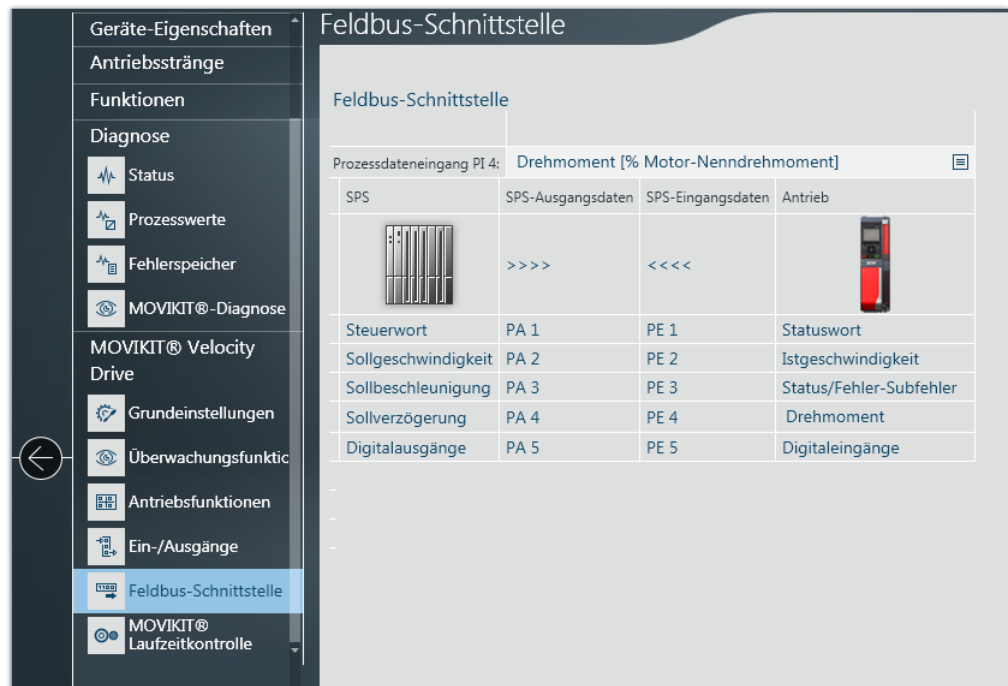 Geräte-Eigenschaften
Antriebsstränge
Funktionen
Diagnose
Status
Prozesswerte
Fehlerspeicher
MOVIKIT®-Diagnose
MOVIKIT® Velocity
Drive
Grundeinstellungen
Überwachungsfunktic
Antriebsfunktionen
Ein-/Ausgänge
Feldbus-Schnittstelle
MOVIKIT®
Laufzeitkontrolle
Feldbus-Schnittstelle
Feldbus-Schnittstelle
Prozessdateneingang PI 4: Drehmoment [% Motor-Nenndrehmoment]
SPS SPS-Ausgangsdaten SPS-Eingangsdaten Antrieb
>>>> <<<<
Steuerwort PA 1 PE 1 Statuswort
Sollgeschwindigkeit PA 2 PE 2 Istgeschwindigkeit
Sollbeschleunigung PA 3 PE 3 Status/Fehler-Subfehler
Sollverzögerung PA 4 PE 4 Drehmoment
Digitalausgänge PA 5 PE 5 Digitaleingänge